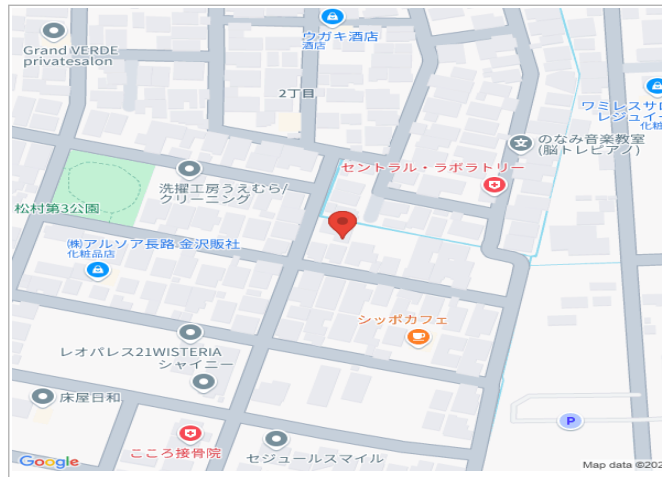 ウガキ酒店
酒店
Grand VERDE
privatesalon
2丁目
ワミレスサロ
レジュイー
化粧
のなみ音楽教室
(脳トレピアノ)
セントラル・ラボラトリー
洗濯工房うえむら/
クリーニング
松村第3公園
㈱アルソア長路 金沢販社
化粧品店
シッポカフェ
レオパレス21WISTERIA
シャイニー
床屋日和
P
こころ接骨院
セジュールスマイル
Google
Map data ©202